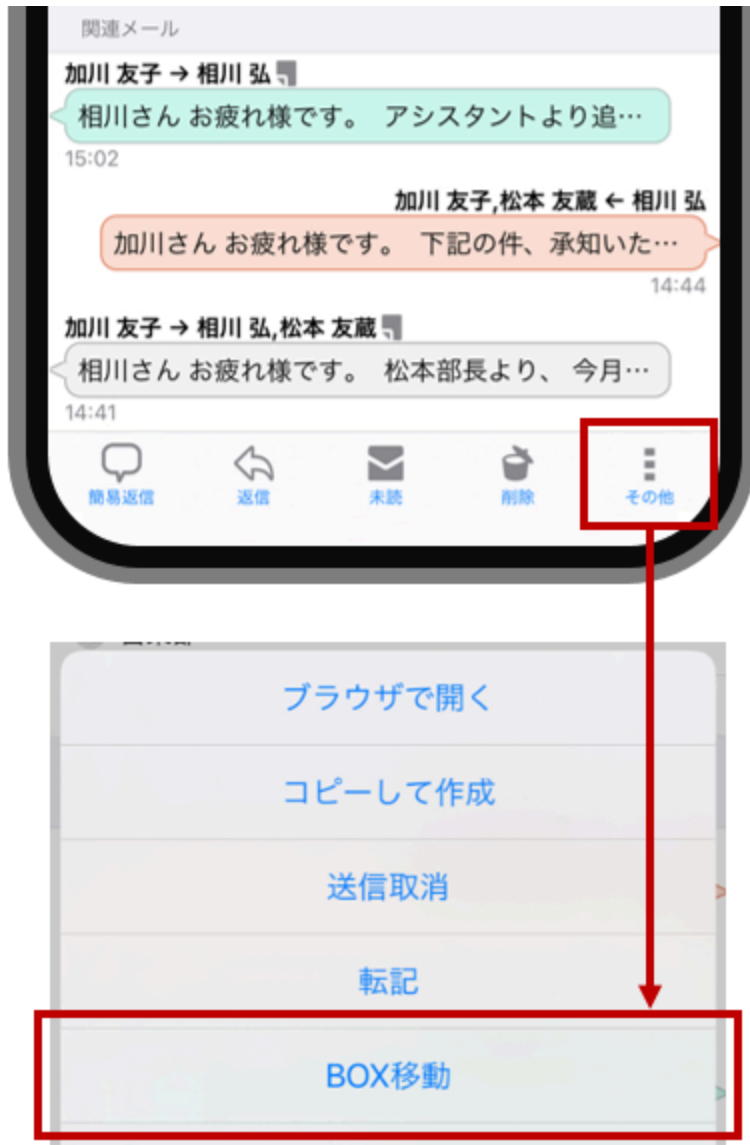 関連メール
加川 友子 → 相川 弘
相川さん お疲れ様です。 アシスタントより追…
15:02
加川 友子,松本 友蔵 ← 相川 弘
加川さん お疲れ様です。 下記の件、承知いた…
14:44
加川 友子 → 相川 弘,松本 友蔵
相川さん お疲れ様です。 松本部長より、 今月…
14:41
簡易返信 返信 未読 削除 その他
ブラウザで開く
コピーして作成
送信取消
転記
BOX移動